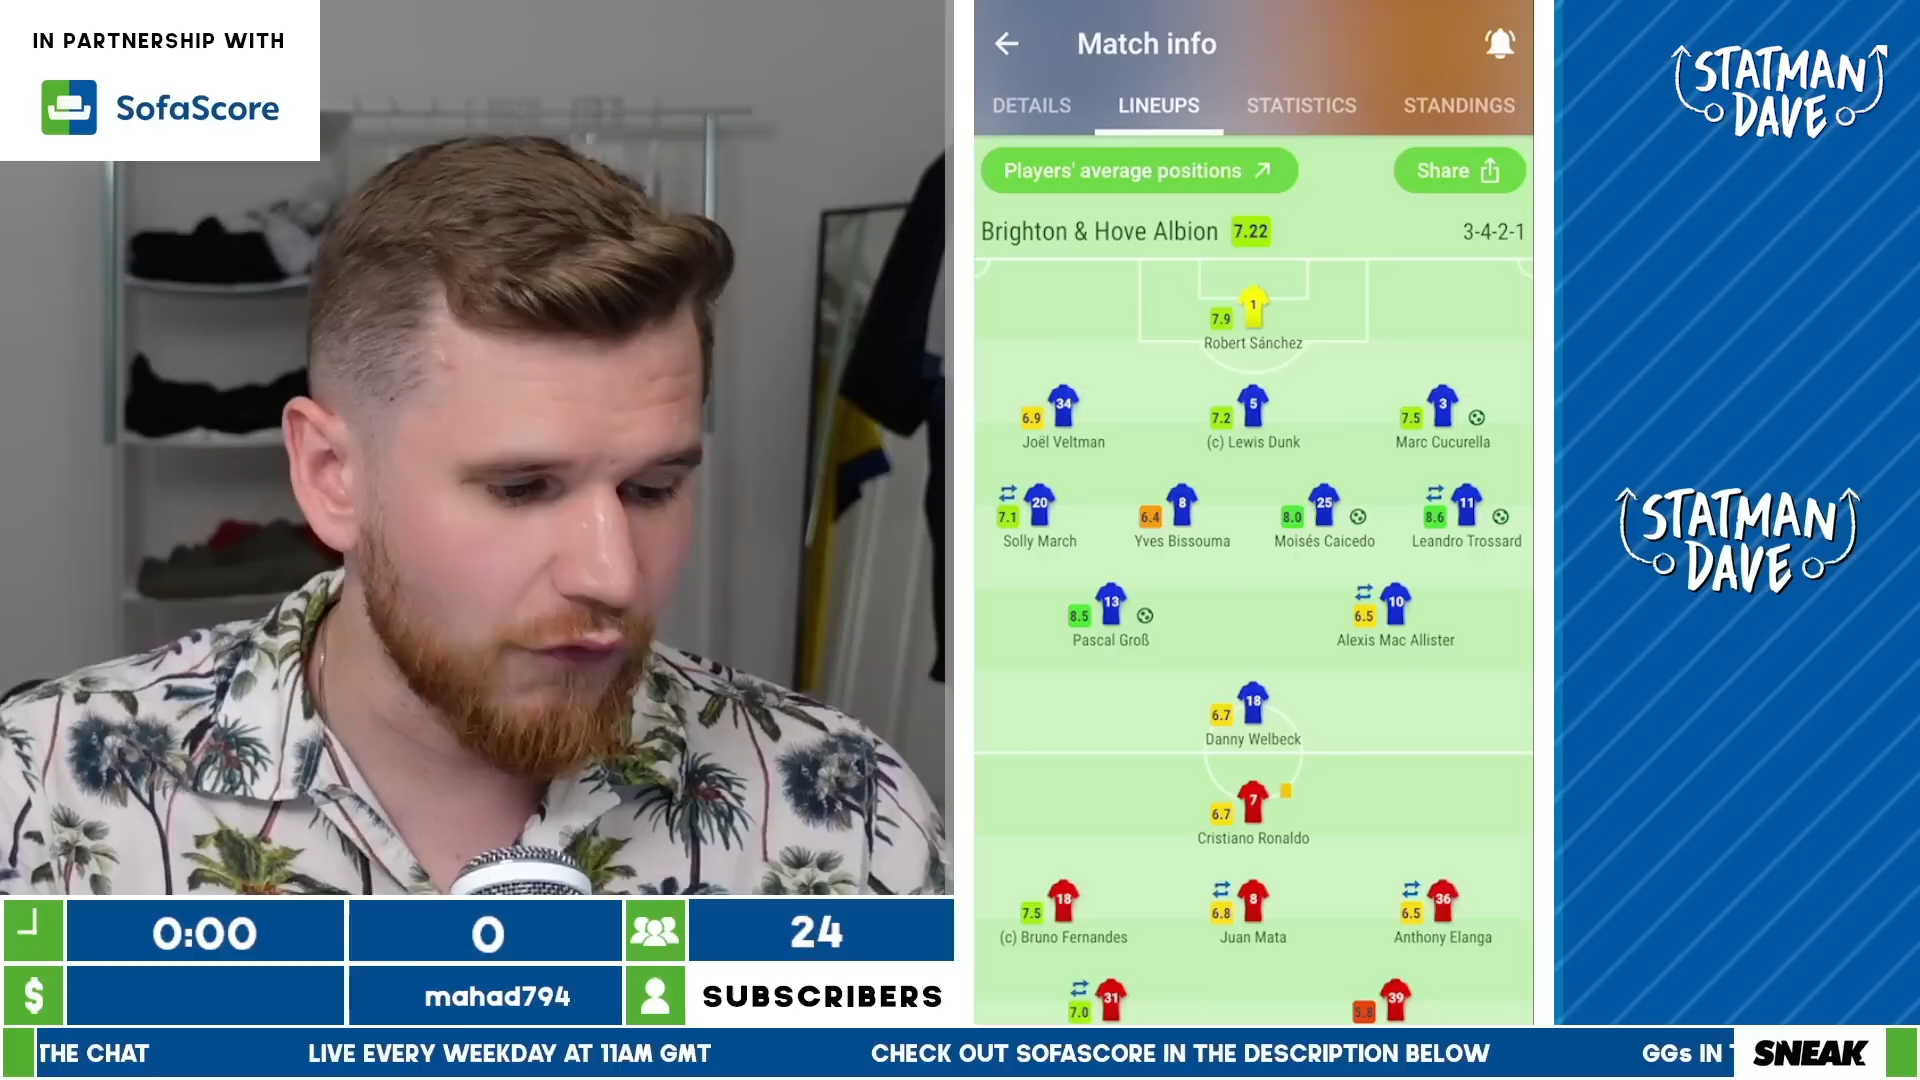 IN PARTNERSHIP WITH
SofaScore
Match info
DETAILS LINEUPS STATISTICS STANDINGS
Players' average positions
Share
Brighton & Hove Albion 7.22 3-4-2-1
1
7.9
Robert Sánchez
34 5 3
6.9 7.2 7.5
Joël Veltman (c) Lewis Dunk Marc Cucurella
20 8 25 11
7.1 6.4 8.0 8.6
Solly March Yves Bissouma Moisés Caicedo Leandro Trossard
13 10
8.5 6.5
Pascal Groß Alexis Mac Allister
18
6.7
Danny Welbeck
7
6.7
Cristiano Ronaldo
18 8 36
7.5 6.8 6.5
(c) Bruno Fernandes Juan Mata Anthony Elanga
31 39
7.0 5.8
STATMAN
DAVE
STATMAN
DAVE
0:00 0 24
$ mahad794 SUBSCRIBERS
THE CHAT LIVE EVERY WEEKDAY AT 11AM GMT CHECK OUT SOFASCORE IN THE DESCRIPTION BELOW GGs IN
SNEAK